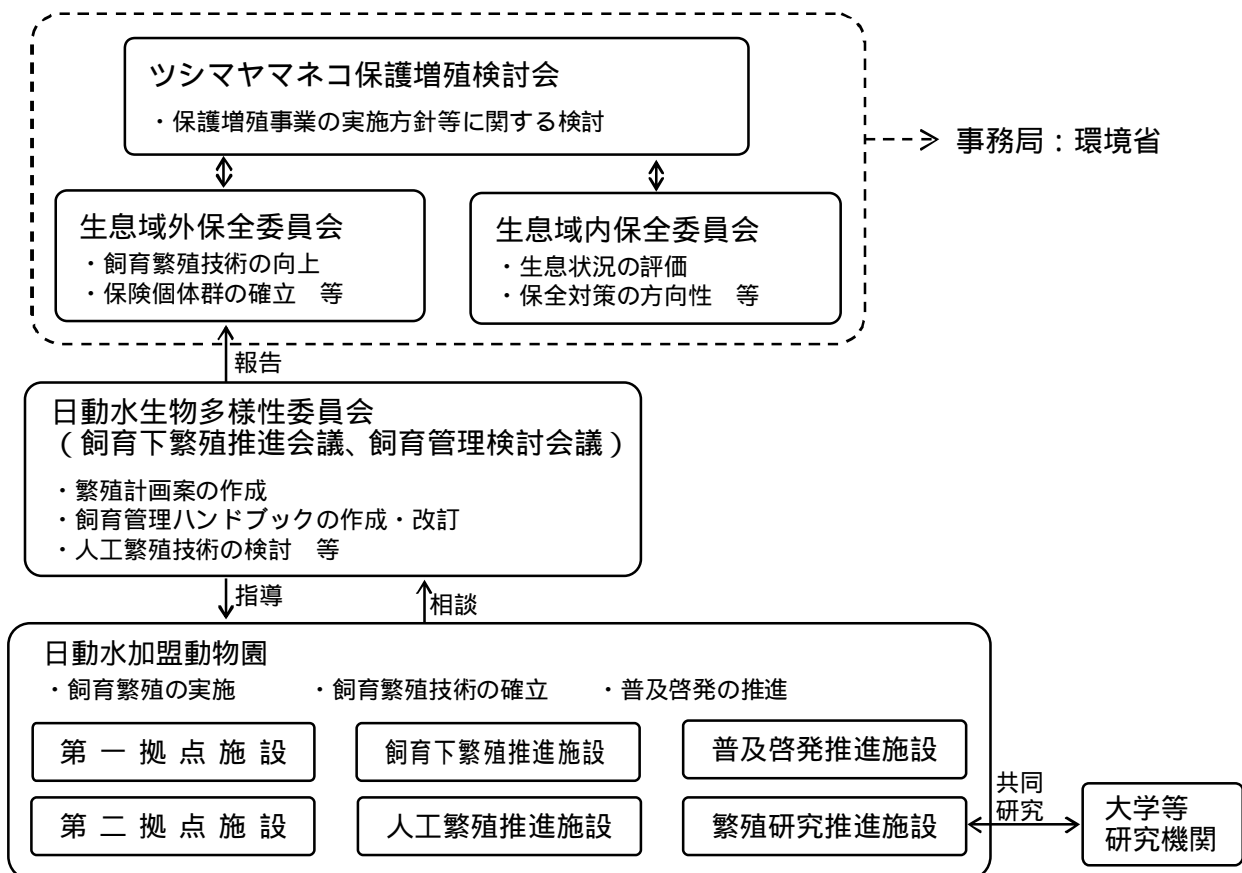 ツシマヤマネコ保護増殖検討会
・保護増殖事業の実施方針等に関する検討
事務局：環境省
生息域外保全委員会
・飼育繁殖技術の向上
・保険個体群の確立　等
生息域内保全委員会
・生息状況の評価
・保全対策の方向性　等
報告
日動水生物多様性委員会
（飼育下繁殖推進会議、飼育管理検討会議）
・繁殖計画案の作成
・飼育管理ハンドブックの作成・改訂
・人工繁殖技術の検討　等
指導
相談
日動水加盟動物園
・飼育繁殖の実施　・飼育繁殖技術の確立　・普及啓発の推進
第一拠点施設
飼育下繁殖推進施設
普及啓発推進施設
第二拠点施設
人工繁殖推進施設
繁殖研究推進施設
共同
研究
大学等
研究機関